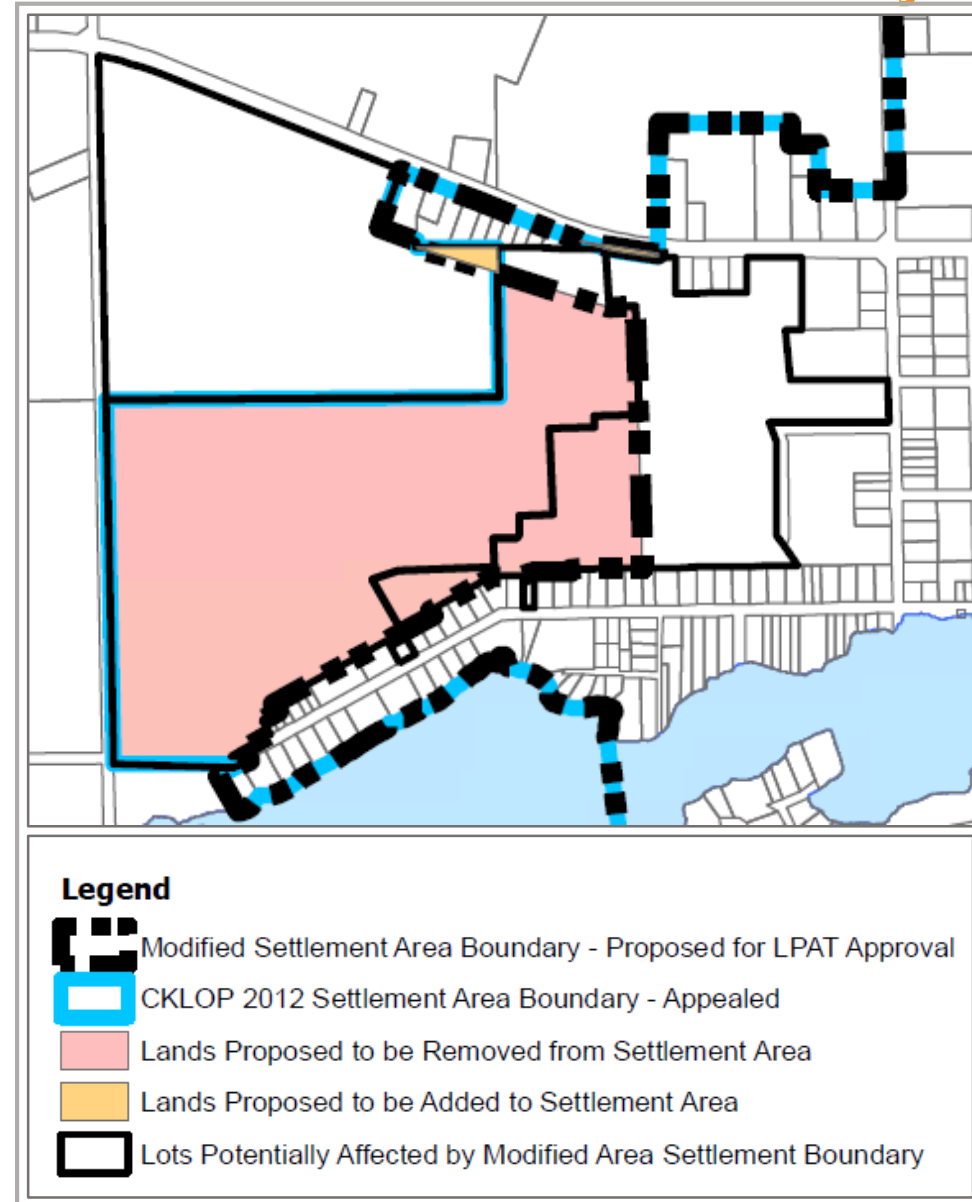 Legend
Modified Settlement Area Boundary - Proposed for LPAT Approval
CKLOP 2012 Settlement Area Boundary - Appealed
Lands Proposed to be Removed from Settlement Area
Lands Proposed to be Added to Settlement Area
Lots Potentially Affected by Modified Area Settlement Boundary